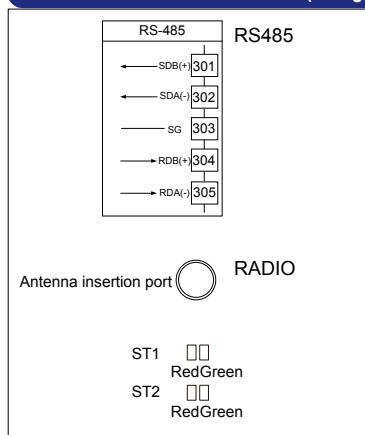 RS-485
RS485
SDB(+) 301
SDA(-) 302
SG 303
RDB(+) 304
RDA(-) 305
RADIO
Antenna insertion port
ST1
RedGreen
ST2
RedGreen